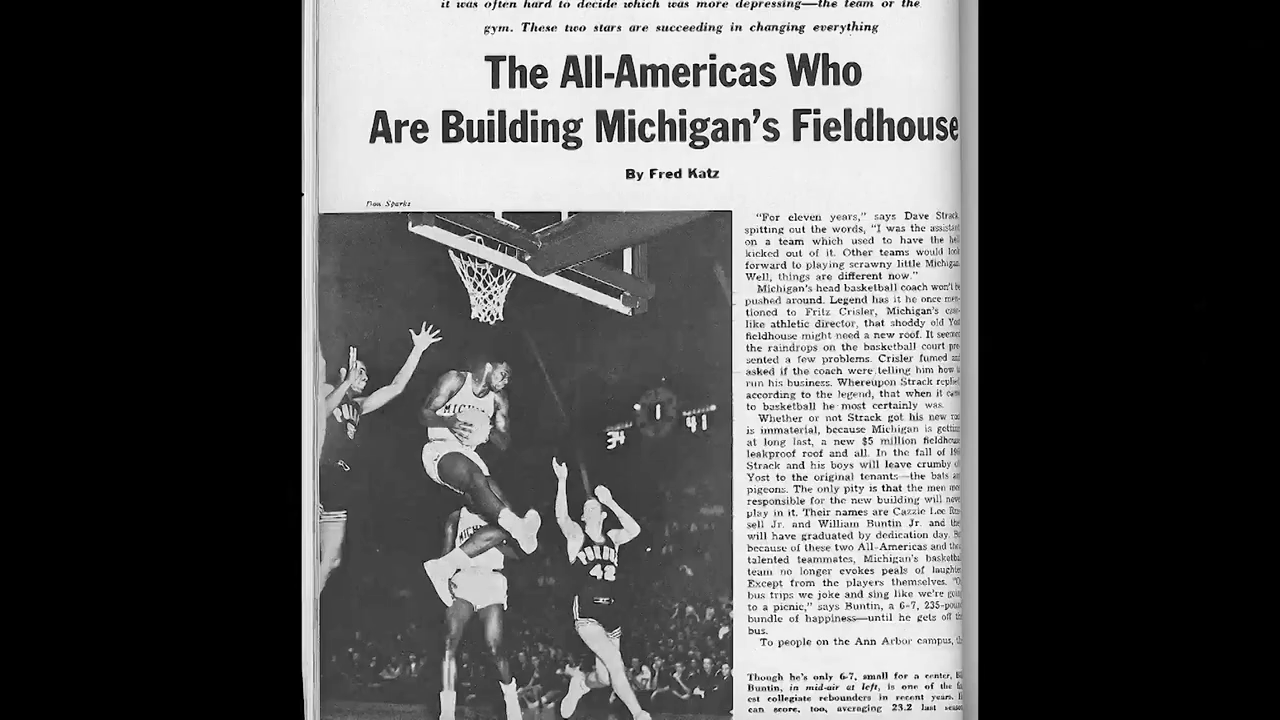 it was often hard to decide which was more depressing—the team or the
gym. These two stars are succeeding in changing everything
The All-Americas Who
Are Building Michigan's Fieldhouse
By Fred Katz
Don Sparks
"For eleven years," says Dave Strack,
spitting out the words, "I was the assistant
on a team which used to have the hell
kicked out of it. Other teams would look
forward to playing scrawny little Michigan.
Well, things are different now."
Michigan's head basketball coach won't be
pushed around. Legend has it he once men-
tioned to Fritz Crisler, Michigan's
like athletic director, that shoddy old Yost
fieldhouse might need a new roof. It seemed
the raindrops on the basketball court pre-
sented a few problems. Crisler fumed and
asked if the coach were telling him how to
run his business. Whereupon Strack replied,
according to the legend, that when it came
to basketball he most certainly was.
Whether or not Strack got his new roof
is immaterial, because Michigan is getting
at long last, a new $5 million fieldhouse
leakproof roof and all. In the fall of
Strack and his boys will leave crumby old
Yost to the original tenants—the bats and
pigeons. The only pity is that the men most
responsible for the new building will never
play in it. Their names are Cazzie Lee Rus-
sell Jr. and William Buntin Jr. and they
will have graduated by dedication day. But
because of these two All-Americas and their
talented teammates, Michigan's basketball
team no longer evokes peals of laughter
Except from the players themselves. "On
bus trips we joke and sing like we're going
to a picnic," says Buntin, a 6-7, 235-pound
bundle of happiness—until he gets off the
bus.
To people on the Ann Arbor campus,
Though he's only 6-7, small for a center,
Buntin, in mid-air at left, is one of the
est collegiate rebounders in recent years.
can score, too, averaging 23.2 last season
MICHI
34
1
41
MICHI
PURDUE
42